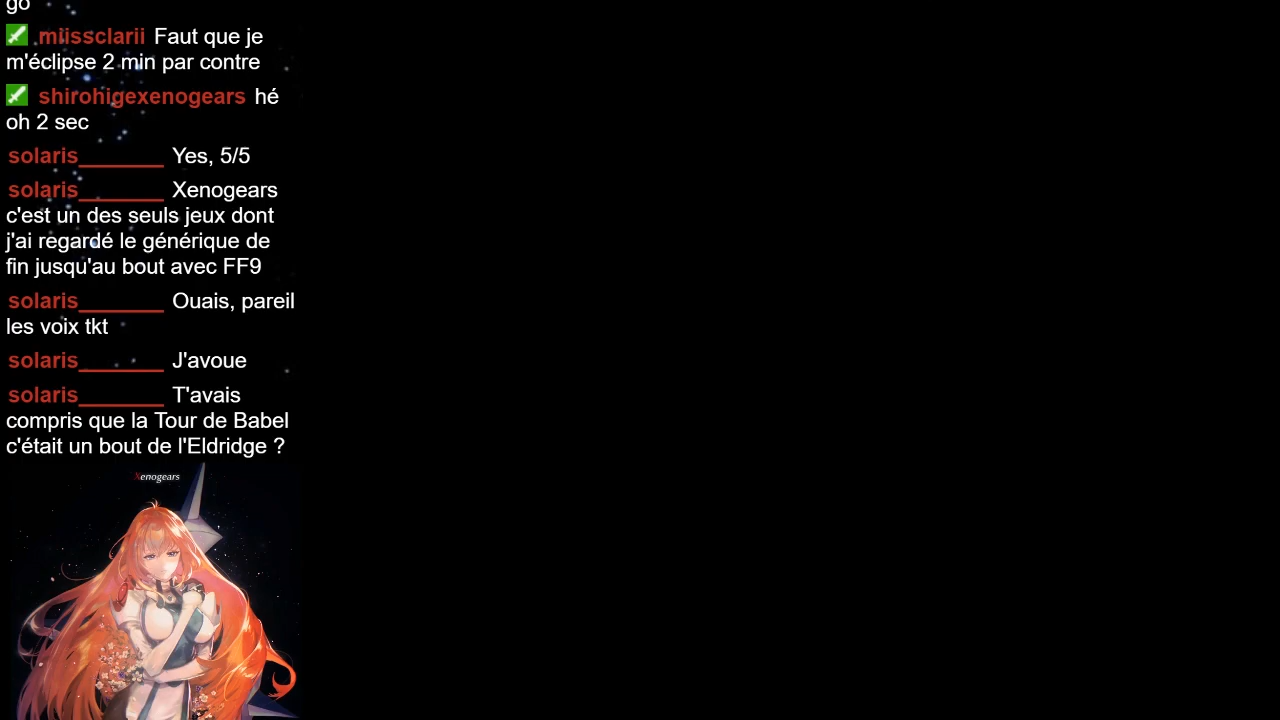 go
miissclarii Faut que je
m'éclipse 2 min par contre
shirohigexenogears hé
oh 2 sec
solaris________ Yes, 5/5
solaris________ Xenogears
c'est un des seuls jeux dont
j'ai regardé le générique de
fin jusqu'au bout avec FF9
solaris________ Ouais, pareil
les voix tkt
solaris________ J'avoue
solaris________ T'avais
compris que la Tour de Babel
c'était un bout de l'Eldridge ?
Xenogears